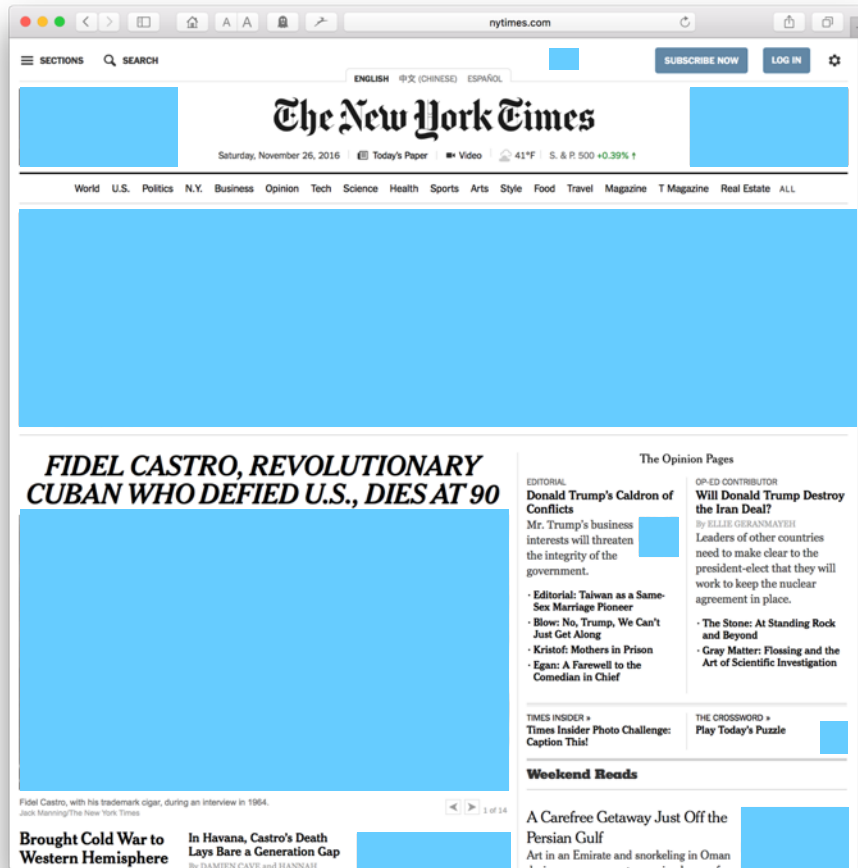 nytimes.com
SECTIONS SEARCH SUBSCRIBE NOW LOG IN
ENGLISH 中文 (CHINESE) ESPAÑOL
The New York Times
Saturday, November 26, 2016 Today's Paper Video 41°F S. & P. 500 +0.39% ↑
World U.S. Politics N.Y. Business Opinion Tech Science Health Sports Arts Style Food Travel Magazine T Magazine Real Estate ALL
FIDEL CASTRO, REVOLUTIONARY
CUBAN WHO DEFIED U.S., DIES AT 90
Fidel Castro, with his trademark cigar, during an interview in 1964.
Jack Manning/The New York Times
1 of 14
Brought Cold War to
Western Hemisphere
In Havana, Castro's Death
Lays Bare a Generation Gap
By DAMIEN CAVE and HANNAH
The Opinion Pages
EDITORIAL
Donald Trump's Caldron of
Conflicts
Mr. Trump's business
interests will threaten
the integrity of the
government.
· Editorial: Taiwan as a Same-
Sex Marriage Pioneer
· Blow: No, Trump, We Can't
Just Get Along
· Kristof: Mothers in Prison
· Egan: A Farewell to the
Comedian in Chief
OP-ED CONTRIBUTOR
Will Donald Trump Destroy
the Iran Deal?
By ELLIE GERANMAYEH
Leaders of other countries
need to make clear to the
president-elect that they will
work to keep the nuclear
agreement in place.
· The Stone: At Standing Rock
and Beyond
· Gray Matter: Flossing and the
Art of Scientific Investigation
TIMES INSIDER »
Times Insider Photo Challenge:
Caption This!
THE CROSSWORD »
Play Today's Puzzle
Weekend Reads
A Carefree Getaway Just Off the
Persian Gulf
Art in an Emirate and snorkeling in Oman